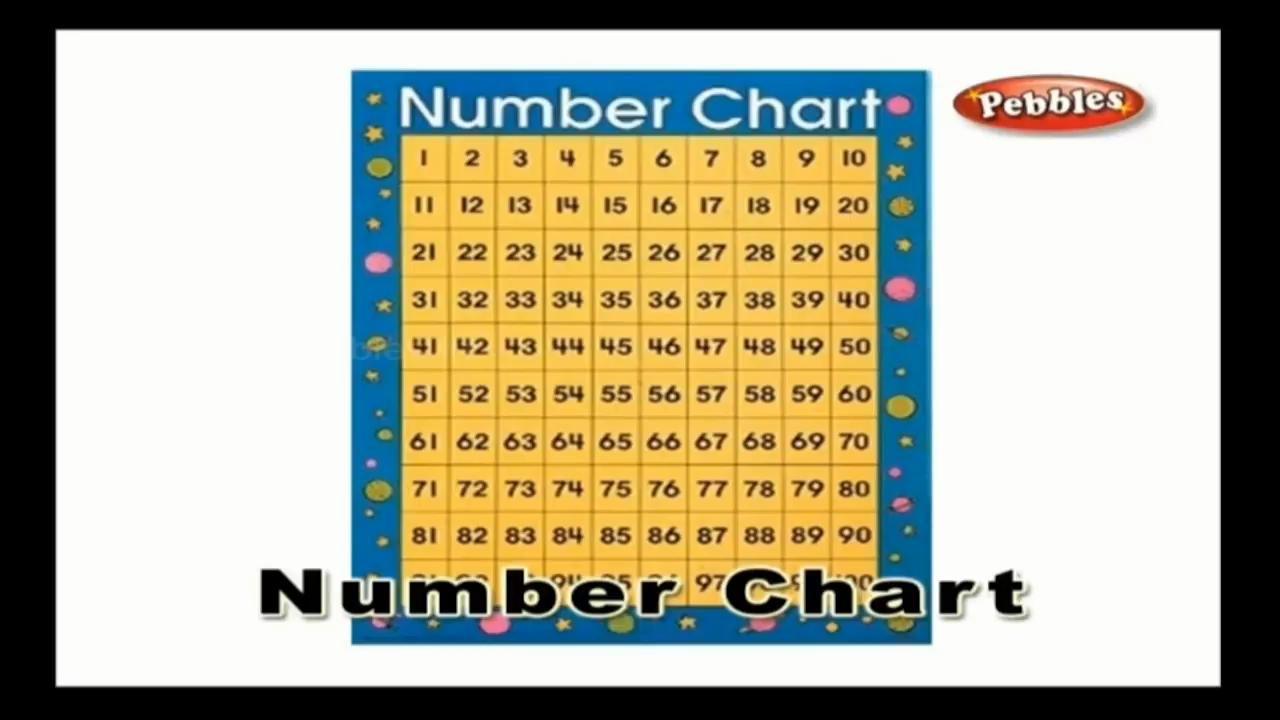 Number Chart
Pebbles
1 2 3 4 5 6 7 8 9 10
11 12 13 14 15 16 17 18 19 20
21 22 23 24 25 26 27 28 29 30
31 32 33 34 35 36 37 38 39 40
41 42 43 44 45 46 47 48 49 50
51 52 53 54 55 56 57 58 59 60
61 62 63 64 65 66 67 68 69 70
71 72 73 74 75 76 77 78 79 80
81 82 83 84 85 86 87 88 89 90
94 95 97
Number Chart